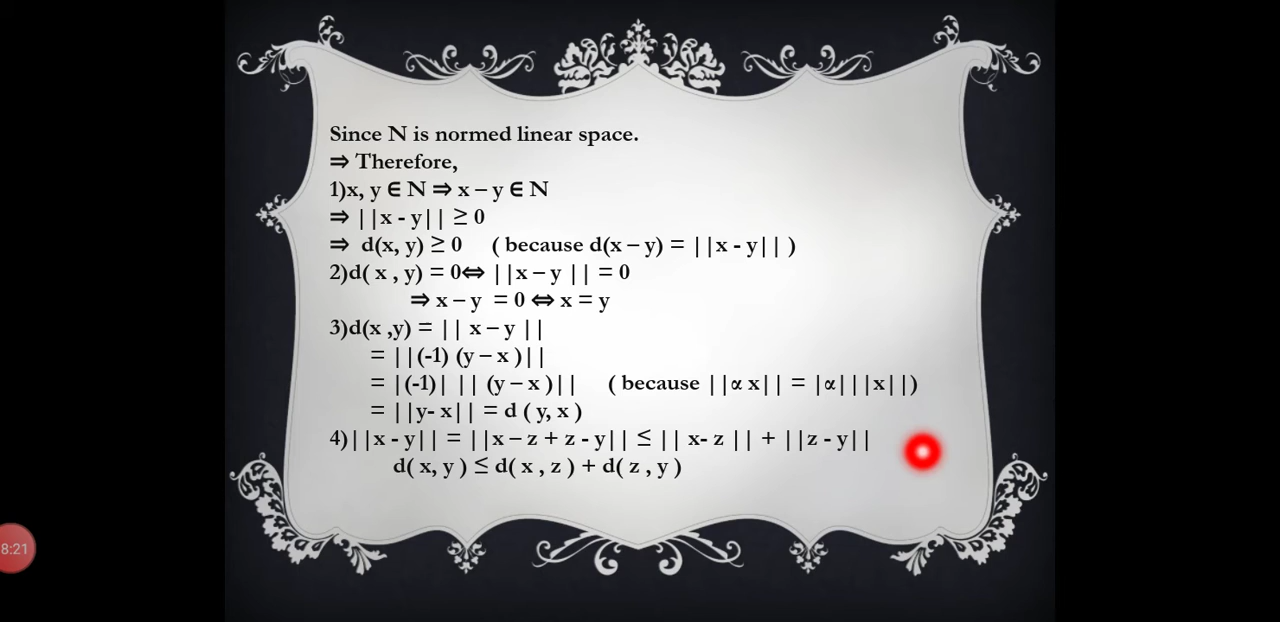 Since N is normed linear space.
⇒ Therefore,
1)x, y ∈ N ⇒ x – y ∈ N
⇒ ||x - y|| ≥ 0
⇒ d(x, y) ≥ 0 ( because d(x – y) = ||x - y|| )
2)d( x , y) = 0⇔ ||x – y || = 0
⇒ x – y = 0 ⇔ x = y
3)d(x ,y) = || x – y ||
= ||(-1) (y – x )||
= |(-1)| || (y – x )|| ( because ||α x|| = |α|||x||)
= ||y- x|| = d ( y, x )
4)||x - y|| = ||x – z + z - y|| ≤ || x- z || + ||z - y||
d( x, y ) ≤ d( x , z ) + d( z , y )
8:21